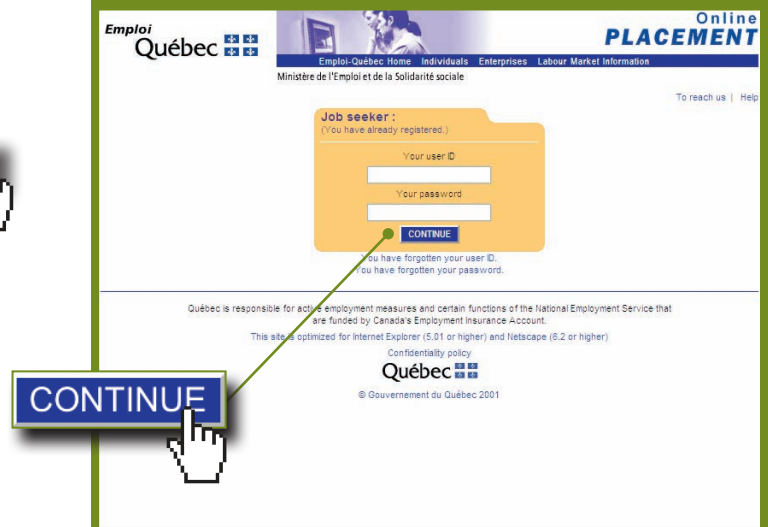 Emploi
Québec
Online
PLACEMENT
Emploi-Québec Home Individuals Enterprises Labour Market Information
Ministère de l'Emploi et de la Solidarité sociale
To reach us | Help
Job seeker :
(You have already registered.)
Your user ID
Your password
CONTINUE
You have forgotten your user ID.
You have forgotten your password.
Québec is responsible for active employment measures and certain functions of the National Employment Service that
are funded by Canada's Employment Insurance Account.
This site is optimized for Internet Explorer (5.01 or higher) and Netscape (6.2 or higher)
Confidentiality policy
Québec
CONTINUE
© Gouvernement du Québec 2001